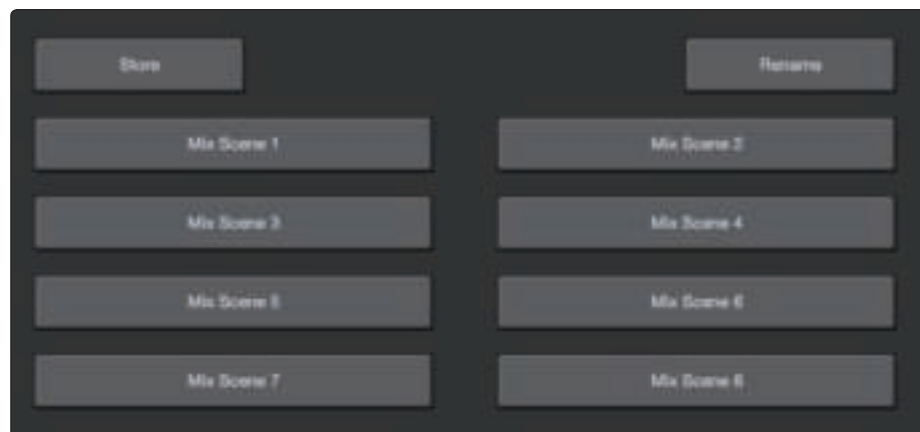 Store
Rename
Mix Scene 1
Mix Scene 2
Mix Scene 3
Mix Scene 4
Mix Scene 5
Mix Scene 6
Mix Scene 7
Mix Scene 8